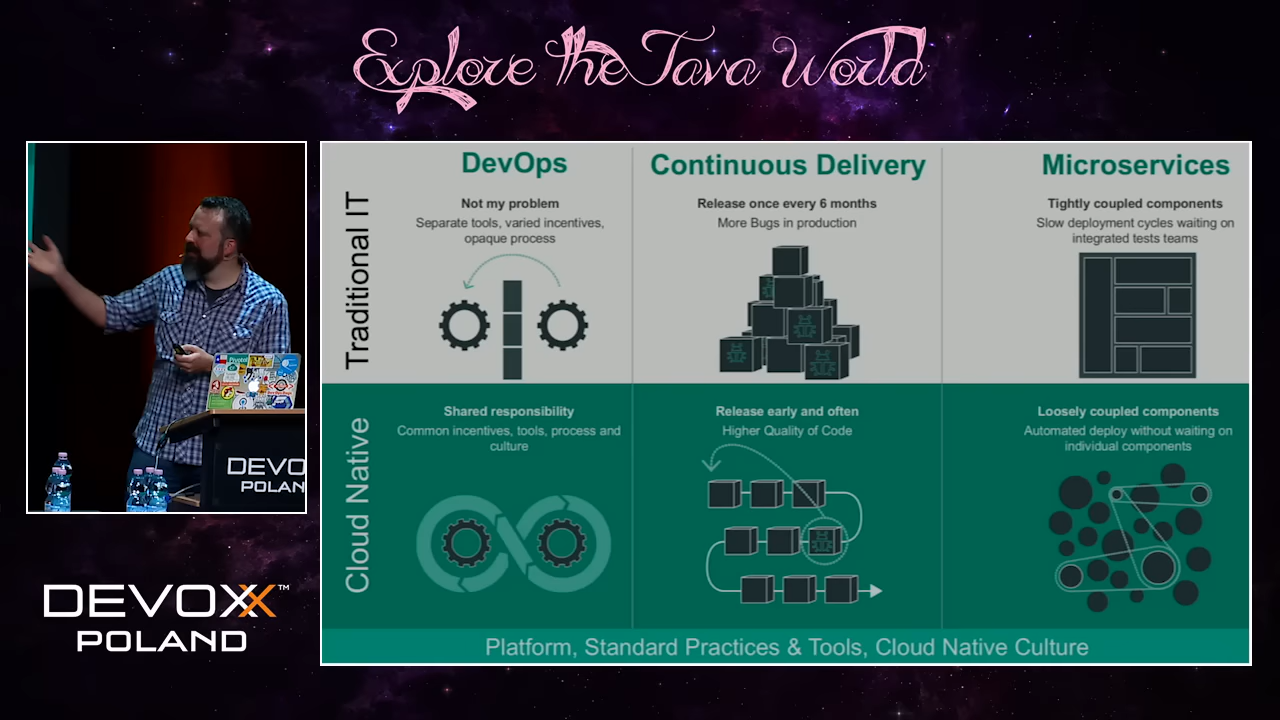 Explore the Java World
DevOps
Continuous Delivery
Microservices
Traditional IT
Not my problem
Separate tools, varied incentives,
opaque process
Release once every 6 months
More Bugs in production
Tightly coupled components
Slow deployment cycles waiting on
integrated tests teams
Cloud Native
Shared responsibility
Common incentives, tools, process and
culture
Release early and often
Higher Quality of Code
Loosely coupled components
Automated deploy without waiting on
individual components
Platform, Standard Practices & Tools, Cloud Native Culture
Pivotal
DEVO
POLAN
DEVOXX™
POLAND